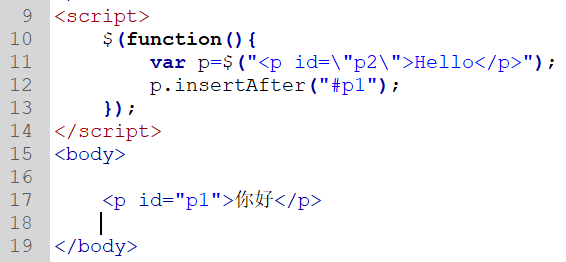 9 <script>
10     $(function(){
11         var p=$("<p id=\"p2\">Hello</p>");
12         p.insertAfter("#p1");
13     });
14 </script>
15 <body>
16
17     <p id="p1">你好</p>
18
19 </body>